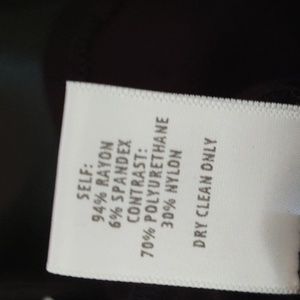 SELF:
94% RAYON
6% SPANDEX
CONTRAST:
70% POLYURETHANE
30% NYLON
DRY CLEAN ONLY